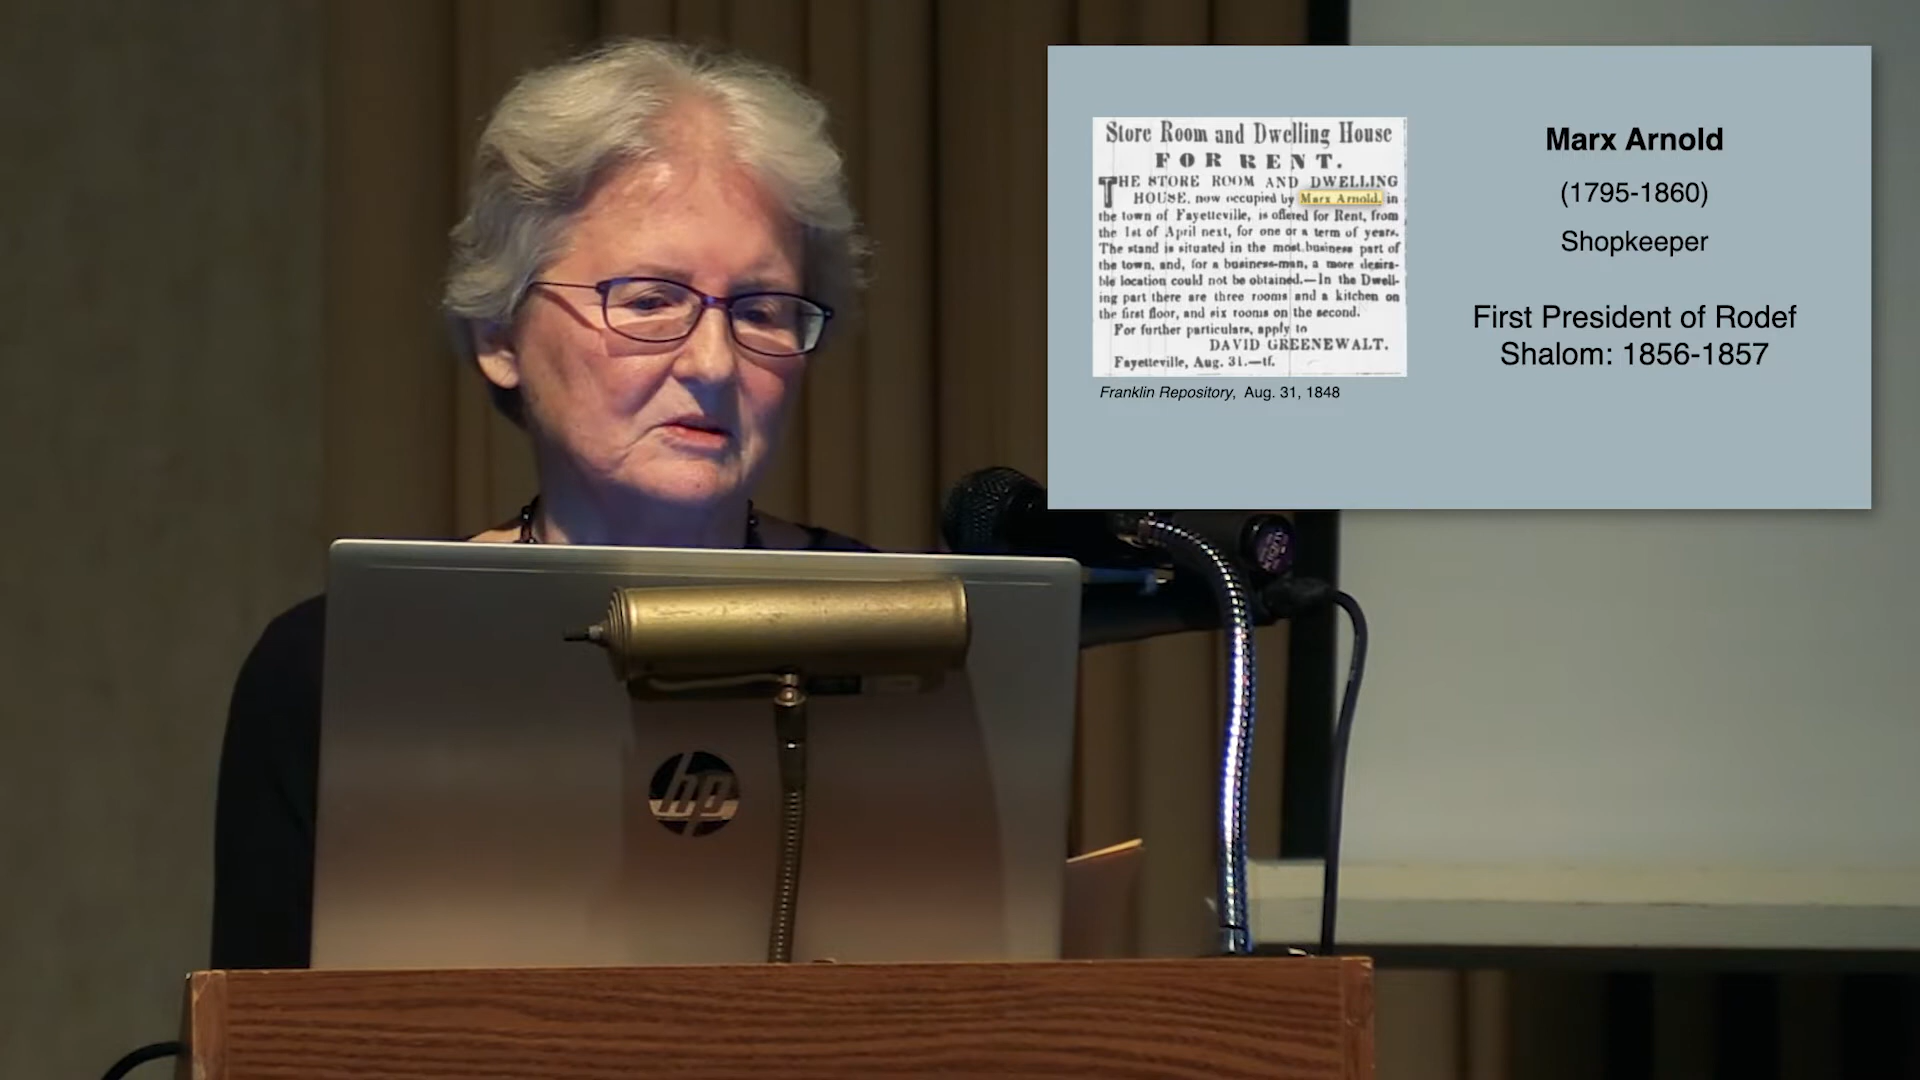 Store Room and Dwelling House
FOR RENT.
THE STORE ROOM AND DWELLING
HOUSE, now occupied by Marx Arnold, in
the town of Fayetteville, is offered for Rent, from
the 1st of April next, for one or a term of years.
The stand is situated in the most business part of
the town, and, for a business-man, a more desira-
ble location could not be obtained.—In the Dwell-
ing part there are three rooms and a kitchen on
the first floor, and six rooms on the second.
For further particulars, apply to
DAVID GREENEWALT.
Fayetteville, Aug. 31.—tf.
Franklin Repository, Aug. 31, 1848
Marx Arnold
(1795-1860)
Shopkeeper
First President of Rodef
Shalom: 1856-1857
hp